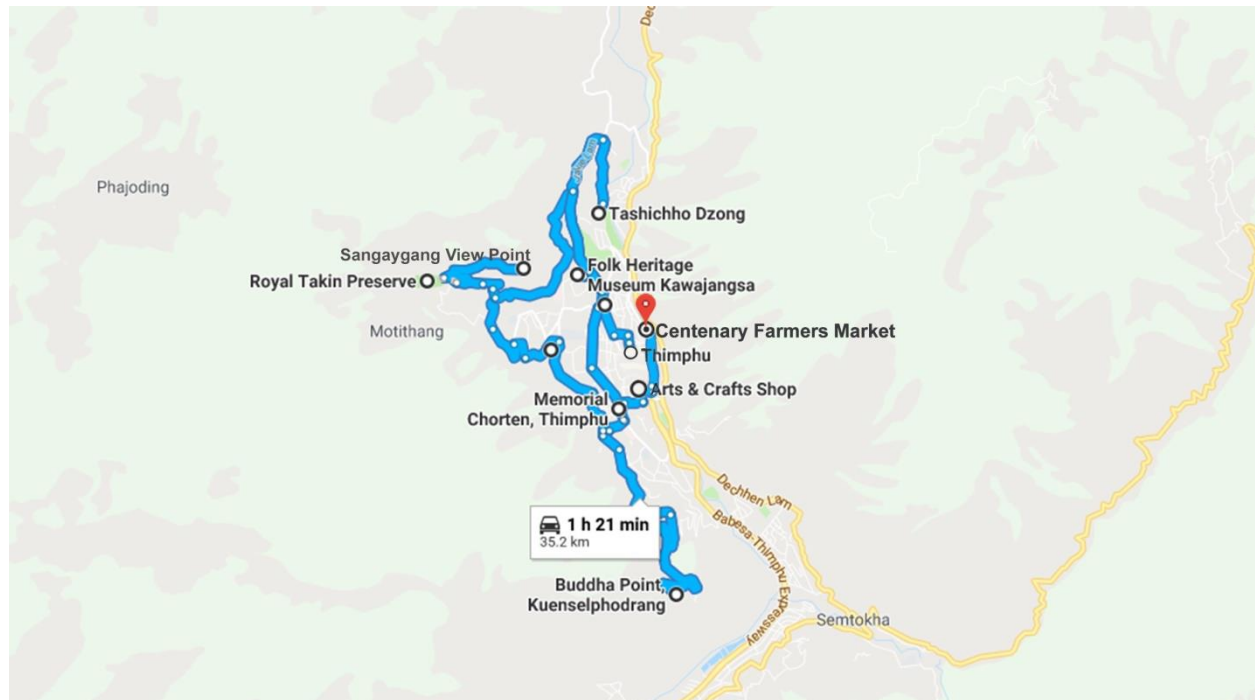 Dec
Phajoding
Tashichho Dzong
Sangaygang View Point
Royal Takin Preserve
Folk Heritage
Museum Kawajangsa
Motithang
Centenary Farmers Market
Thimphu
Arts & Crafts Shop
Memorial
Chorten, Thimphu
Dechhen Lam
Babesa-Thimphu Expressway
1 h 21 min
35.2 km
Buddha Point,
Kuenselphodrang
Semtokha